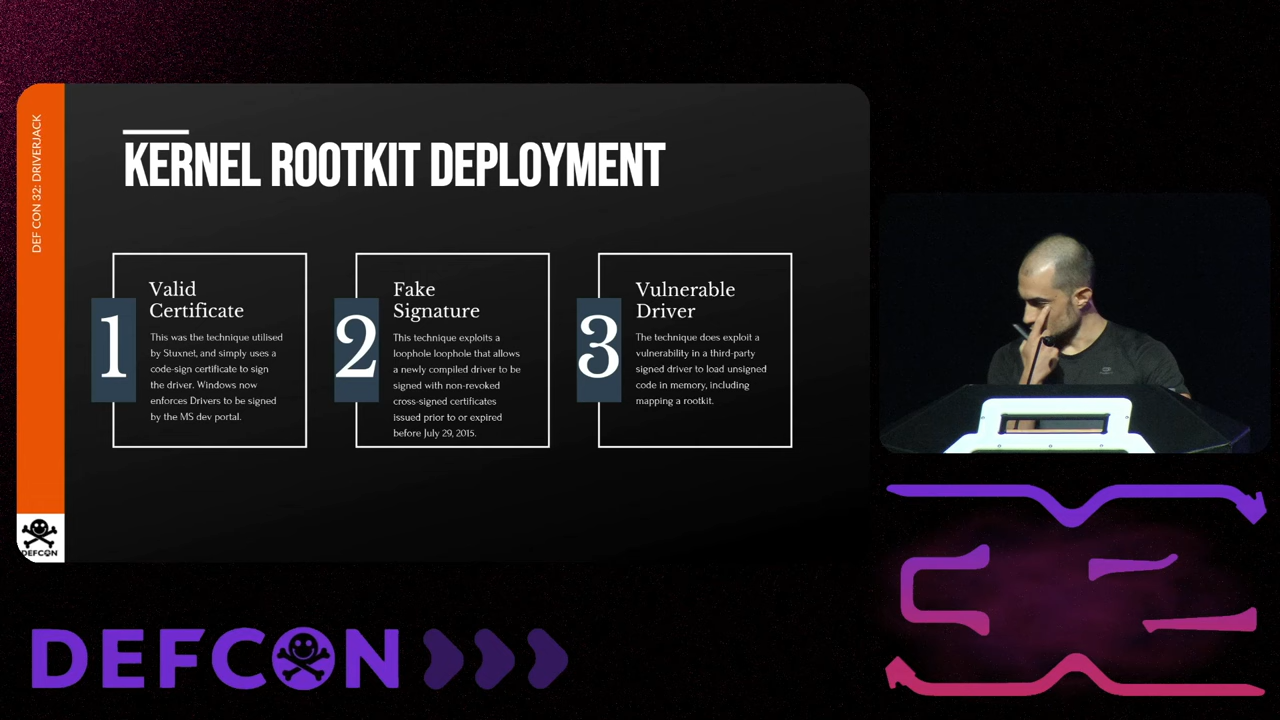 DEF CON 32: DRIVERJACK
KERNEL ROOTKIT DEPLOYMENT
1
Valid
Certificate
This was the technique utilised
by Stuxnet, and simply uses a
code-sign certificate to sign
the driver. Windows now
enforces Drivers to be signed
by the MS dev portal.
2
Fake
Signature
This technique exploits a
loophole loophole that allows
a newly compiled driver to be
signed with non-revoked
cross-signed certificates
issued prior to or expired
before July 29, 2015.
3
Vulnerable
Driver
The technique does exploit a
vulnerability in a third-party
signed driver to load unsigned
code in memory, including
mapping a rootkit.
DEFCON
DEFCON